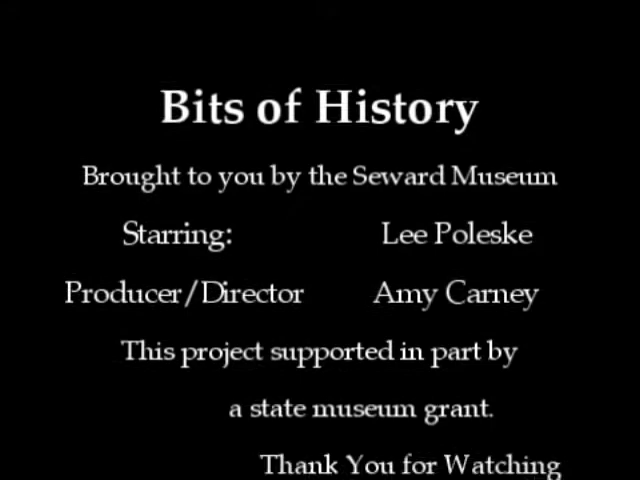 Bits of History
Brought to you by the Seward Museum
Starring: Lee Poleske
Producer/Director Amy Carney
This project supported in part by
a state museum grant.
Thank You for Watching